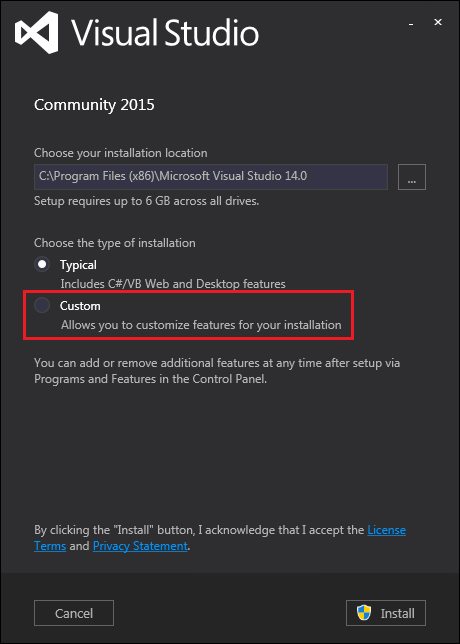 Visual Studio
Community 2015
Choose your installation location
C:\Program Files (x86)\Microsoft Visual Studio 14.0
...
Setup requires up to 6 GB across all drives.
Choose the type of installation
Typical
Includes C#/VB Web and Desktop features
Custom
Allows you to customize features for your installation
You can add or remove additional features at any time after setup via
Programs and Features in the Control Panel.
By clicking the "Install" button, I acknowledge that I accept the License
Terms and Privacy Statement.
Cancel
Install